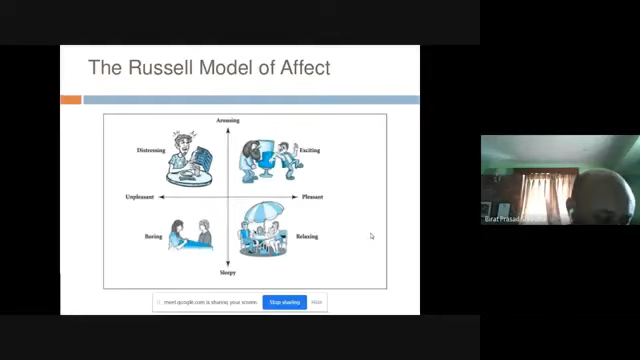 The Russell Model of Affect
Arousing
Distressing
Exciting
Unpleasant
Pleasant
Boring
Relaxing
Sleepy
meet.google.com is sharing your screen.
Stop sharing
Hide
Birat Prasad